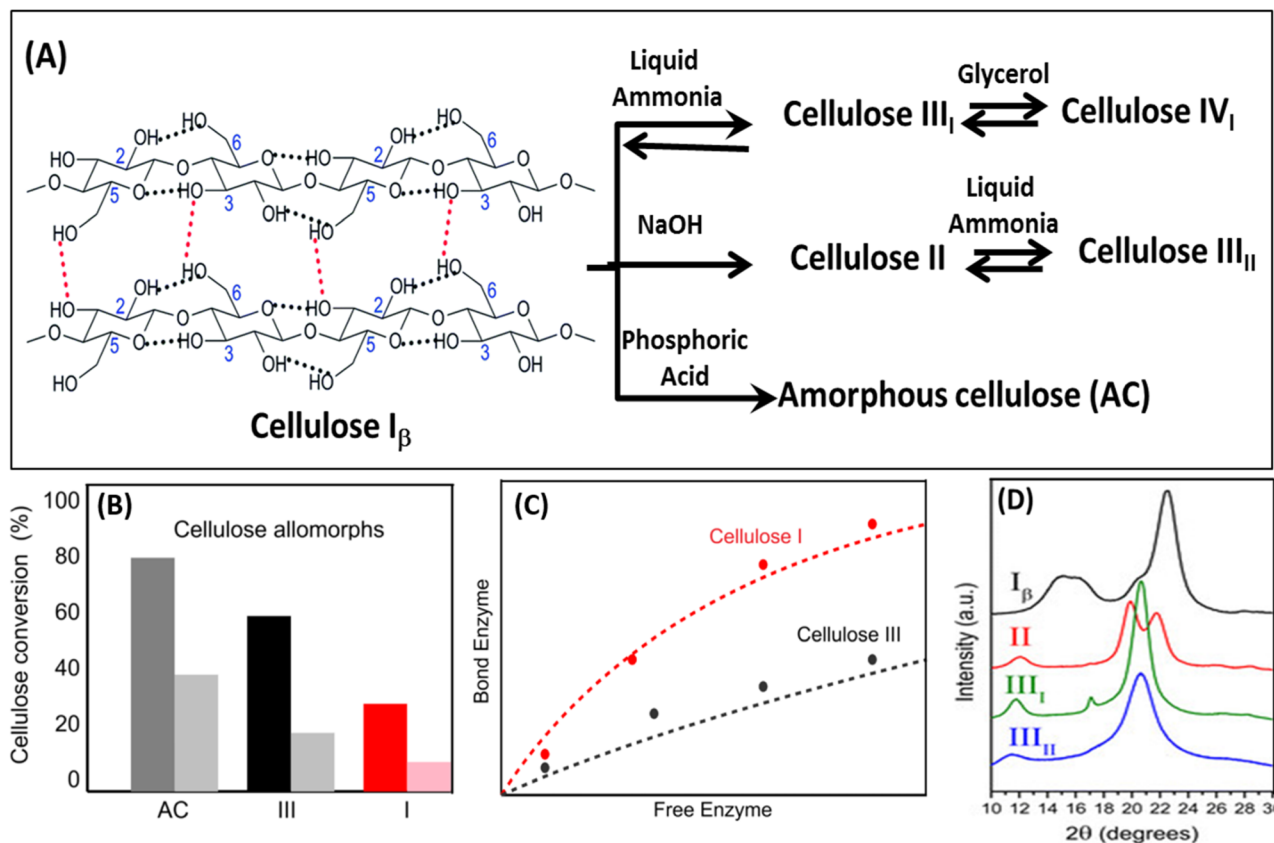 (A)
HO HO
OH 6 OH 6
HO 2 O O HO 2 O O
O 5 O HO 3 O 5 O HO 3 O
HO OH HO OH
HO HO
OH 6 OH 6
HO 2 O O HO 2 O O
O 5 O HO 3 O 5 O HO 3 O
HO OH HO OH
Cellulose Iβ
Liquid
Ammonia
Cellulose IIII
Glycerol
Cellulose IVI
NaOH
Cellulose II
Liquid
Ammonia
Cellulose IIIII
Phosphoric
Acid
Amorphous cellulose (AC)
(B)
Cellulose allomorphs
Cellulose conversion (%)
100
80
60
40
20
0
AC III I
(C)
Cellulose I
Cellulose III
Bond Enzyme
Free Enzyme
(D)
Iβ
II
IIII
IIIII
Intensity (a.u.)
10 12 14 16 18 20 22 24 26 28 30
2θ (degrees)